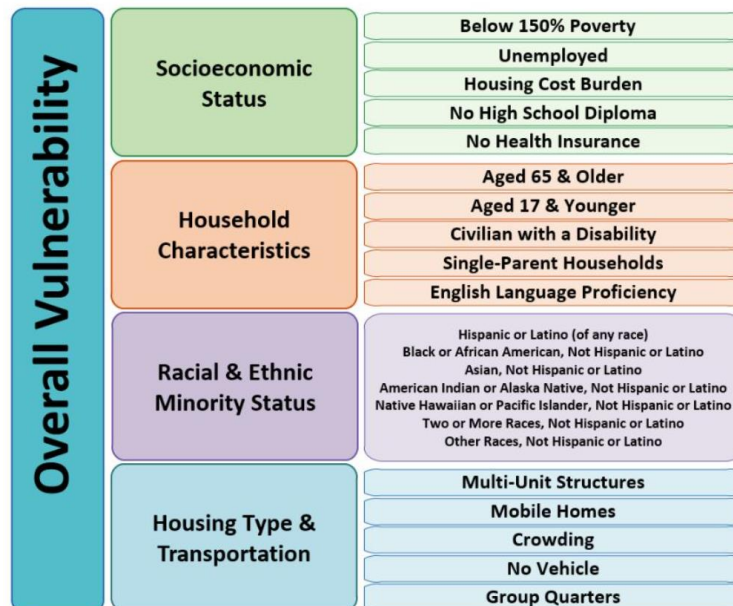 Overall Vulnerability
Socioeconomic
Status
Below 150% Poverty
Unemployed
Housing Cost Burden
No High School Diploma
No Health Insurance
Household
Characteristics
Aged 65 & Older
Aged 17 & Younger
Civilian with a Disability
Single-Parent Households
English Language Proficiency
Racial & Ethnic
Minority Status
Hispanic or Latino (of any race)
Black or African American, Not Hispanic or Latino
Asian, Not Hispanic or Latino
American Indian or Alaska Native, Not Hispanic or Latino
Native Hawaiian or Pacific Islander, Not Hispanic or Latino
Two or More Races, Not Hispanic or Latino
Other Races, Not Hispanic or Latino
Housing Type &
Transportation
Multi-Unit Structures
Mobile Homes
Crowding
No Vehicle
Group Quarters